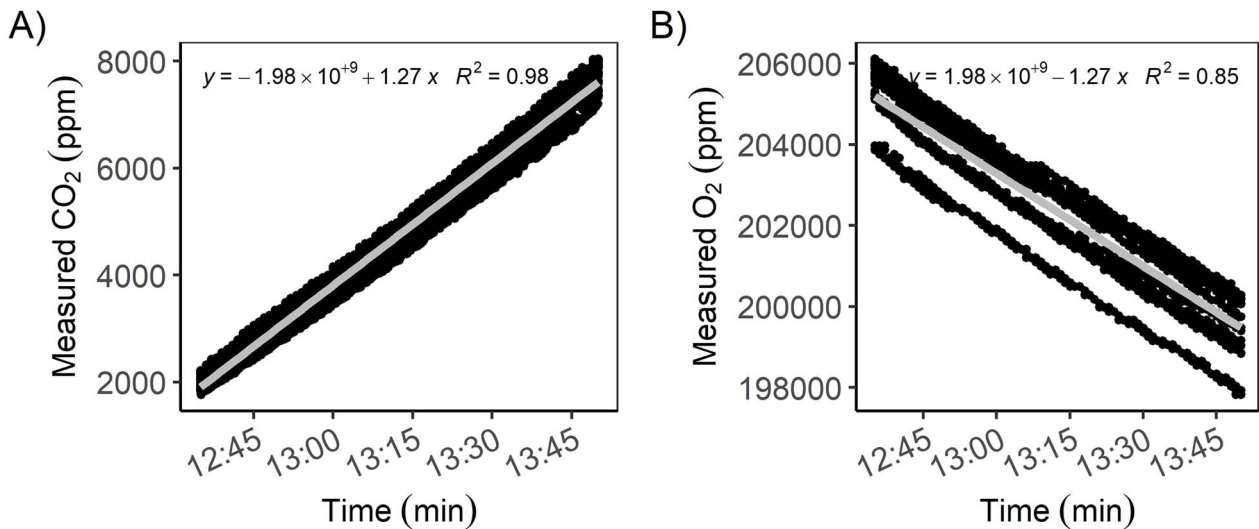 A)
y = −1.98 × 10⁺⁹ + 1.27 x R² = 0.98
Measured CO₂ (ppm)
8000
6000
4000
2000
12:45
13:00
13:15
13:30
13:45
Time (min)
B)
y = 1.98 × 10⁺⁹ − 1.27 x R² = 0.85
Measured O₂ (ppm)
206000
204000
202000
200000
198000
12:45
13:00
13:15
13:30
13:45
Time (min)